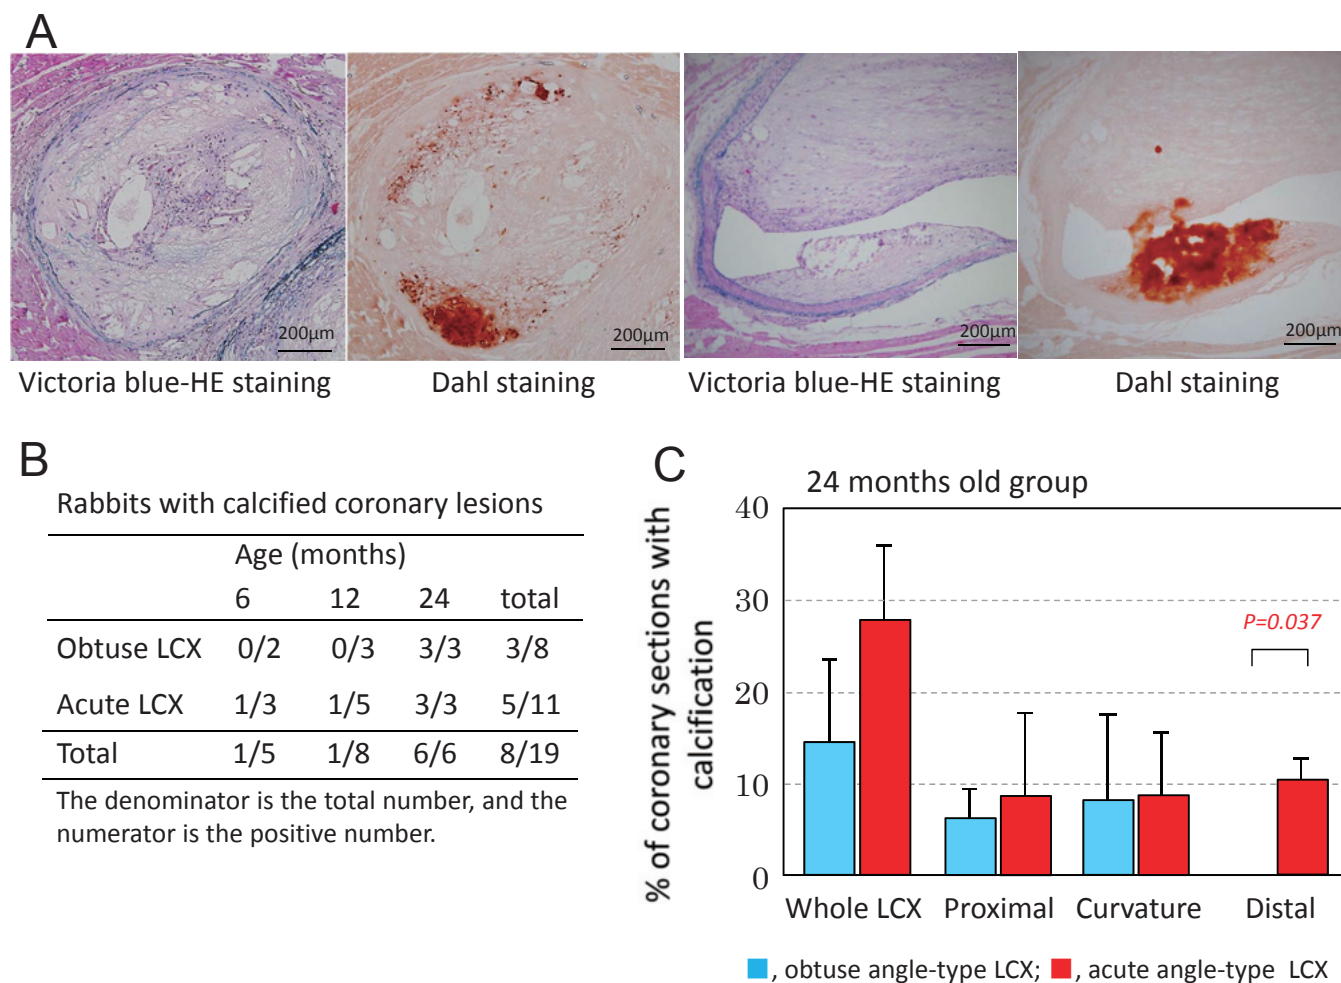 A
200µm
200µm
200µm
200µm
Victoria blue-HE staining
Dahl staining
Victoria blue-HE staining
Dahl staining
B
Rabbits with calcified coronary lesions
Age (months)
6 12 24 total
Obtuse LCX 0/2 0/3 3/3 3/8
Acute LCX 1/3 1/5 3/3 5/11
Total 1/5 1/8 6/6 8/19
The denominator is the total number, and the
numerator is the positive number.
C
24 months old group
% of coronary sections with
calcification
40
30
20
10
0
P=0.037
Whole LCX Proximal Curvature Distal
, obtuse angle-type LCX; , acute angle-type LCX